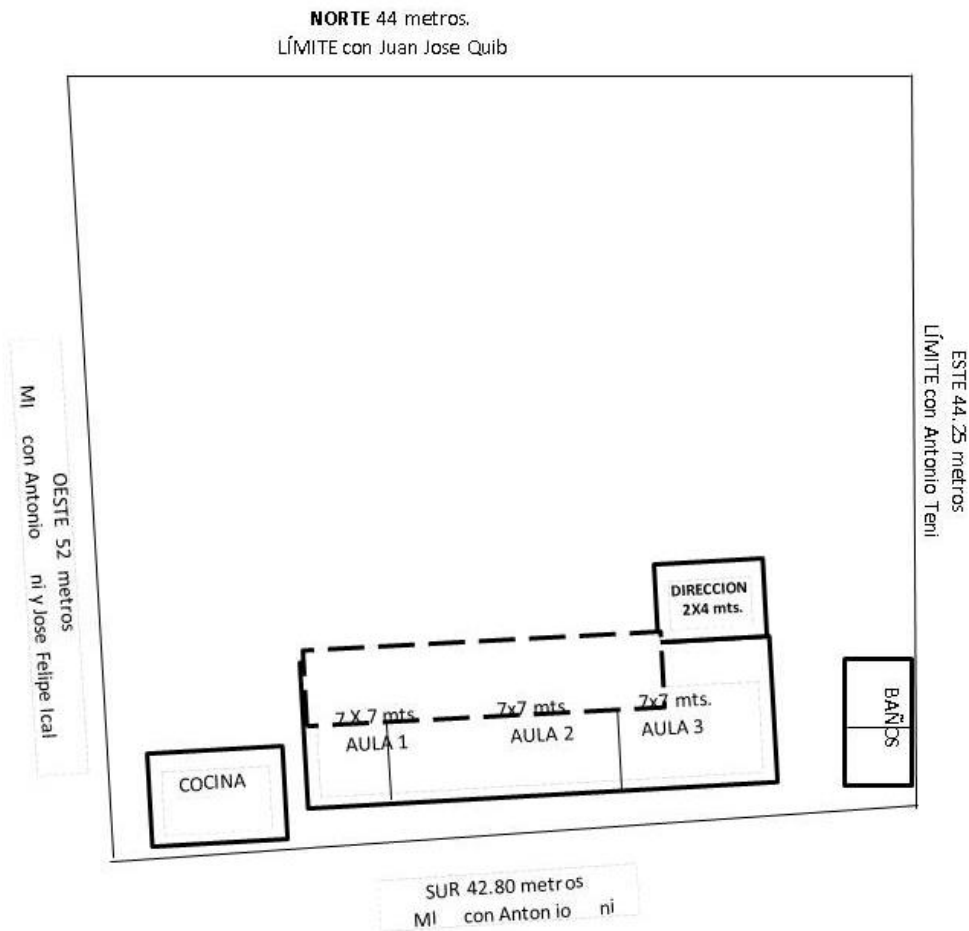 NORTE 44 metros.
LÍMITE con Juan Jose Quib
ESTE 44.25 metros
LÍMITE con Antonio Teni
OESTE 52 metros
MI con Antonio ni y Jose Felipe Ical
DIRECCION
2X4 mts.
7 X 7 mts.
AULA 1
7x7 mts.
AULA 2
7x7 mts.
AULA 3
BAÑOS
COCINA
SUR 42.80 metros
MI con Anton io ni